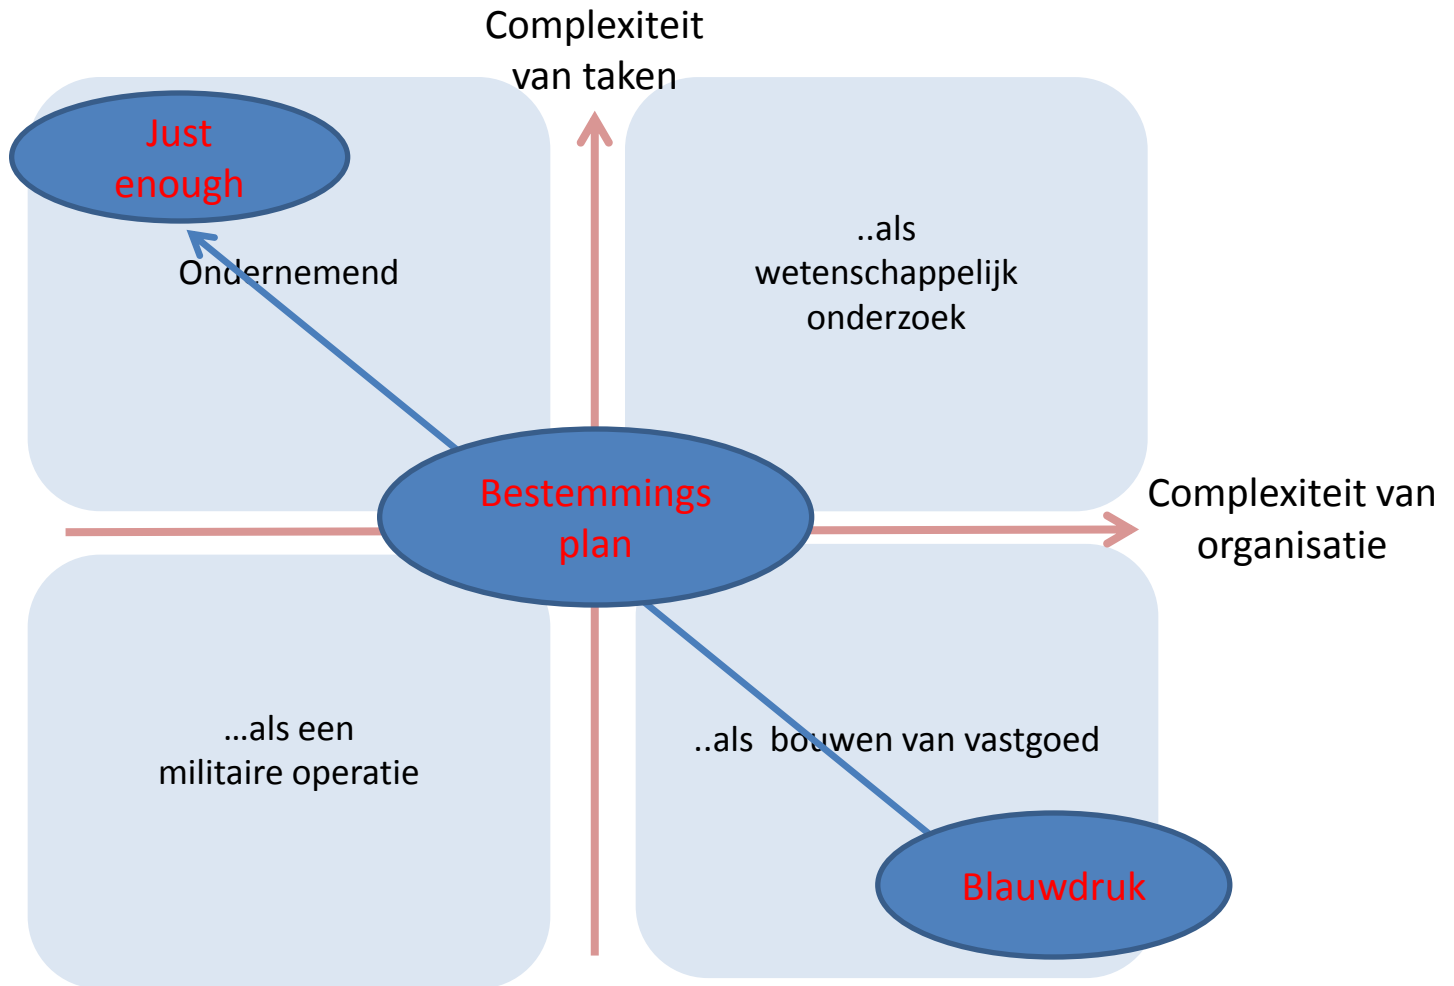 Complexiteit
van taken
Just
enough
Ondernemend
..als
wetenschappelijk
onderzoek
Bestemmings
plan
Complexiteit van
organisatie
…als een
militaire operatie
..als  bouwen van vastgoed
Blauwdruk